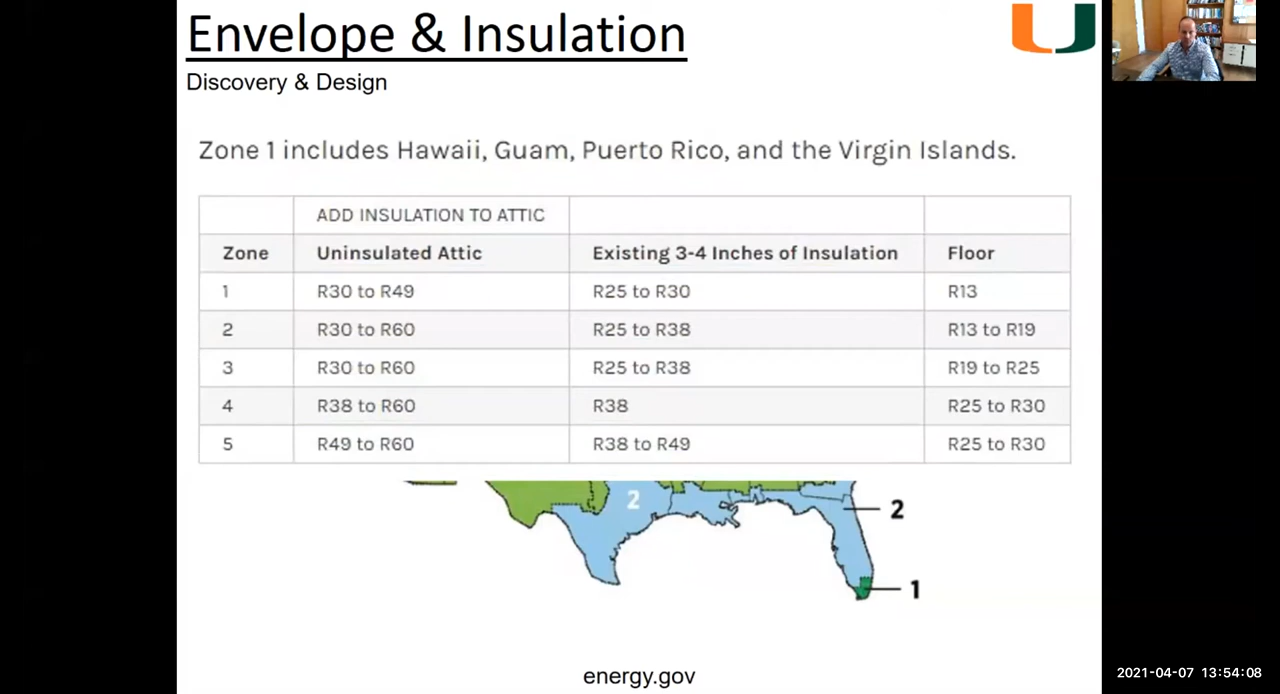 Envelope & Insulation
Discovery & Design
Zone 1 includes Hawaii, Guam, Puerto Rico, and the Virgin Islands.
ADD INSULATION TO ATTIC
Zone Uninsulated Attic Existing 3-4 Inches of Insulation Floor
1 R30 to R49 R25 to R30 R13
2 R30 to R60 R25 to R38 R13 to R19
3 R30 to R60 R25 to R38 R19 to R25
4 R38 to R60 R38 R25 to R30
5 R49 to R60 R38 to R49 R25 to R30
2
2
1
energy.gov
2021-04-07 13:54:08